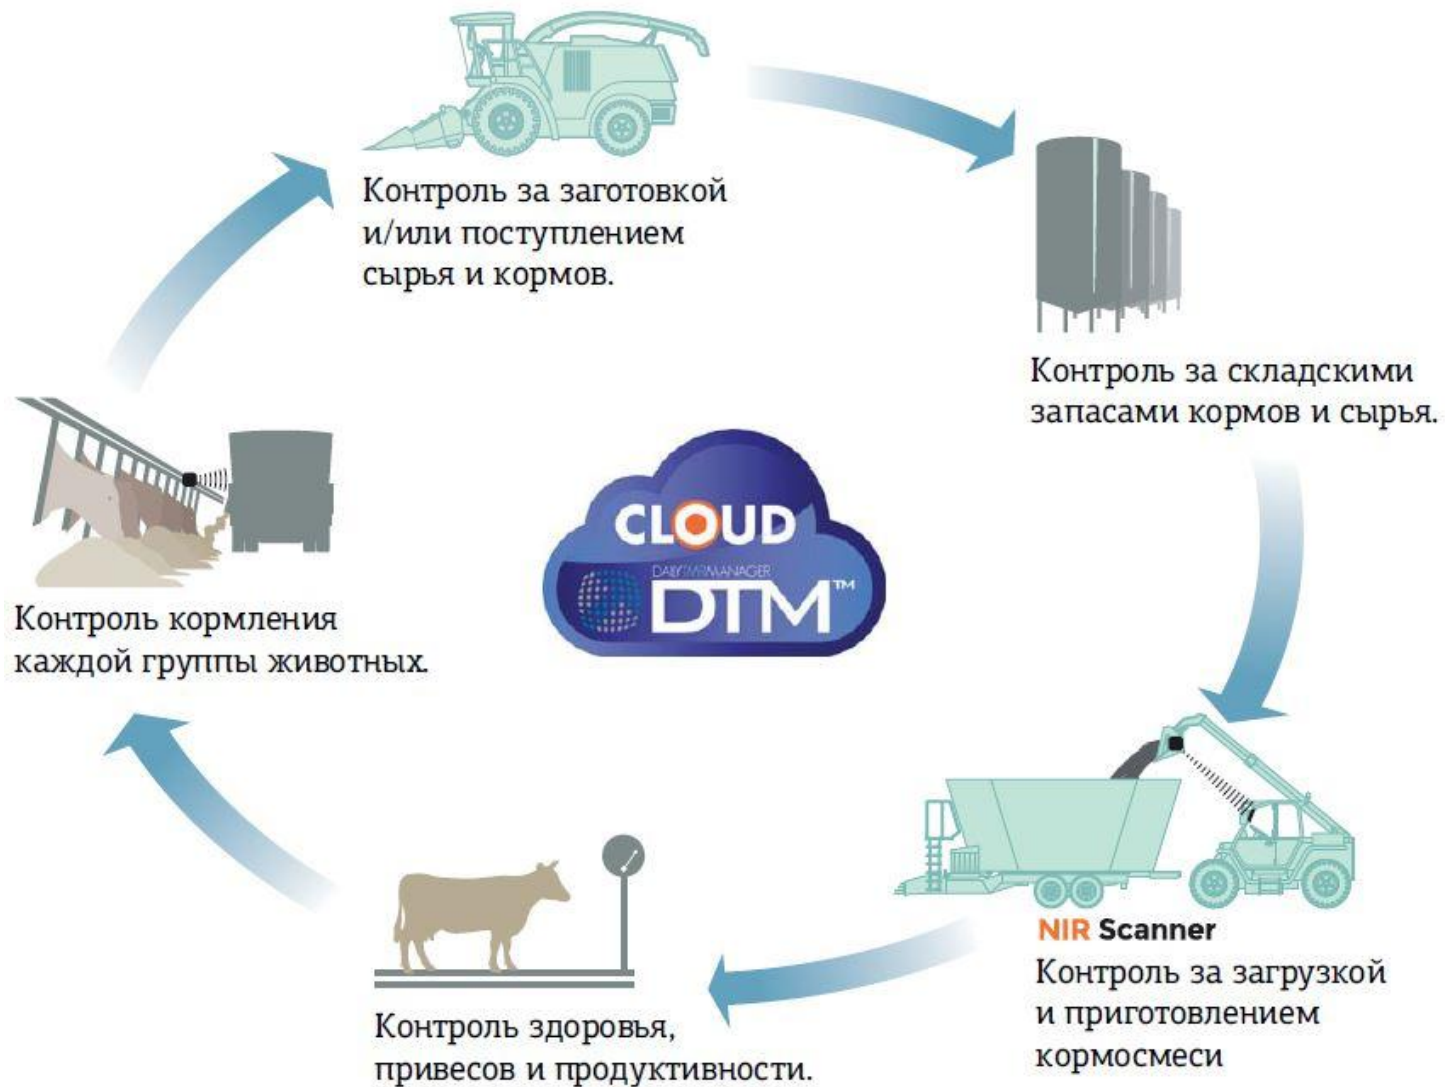 Контроль за заготовкой
и/или поступлением
сырья и кормов.
Контроль за складскими
запасами кормов и сырья.
CLOUD
DAILYTMRMANAGER
DTM™
Контроль кормления
каждой группы животных.
NIR Scanner
Контроль за загрузкой
и приготовлением
кормосмеси
Контроль здоровья,
привесов и продуктивности.